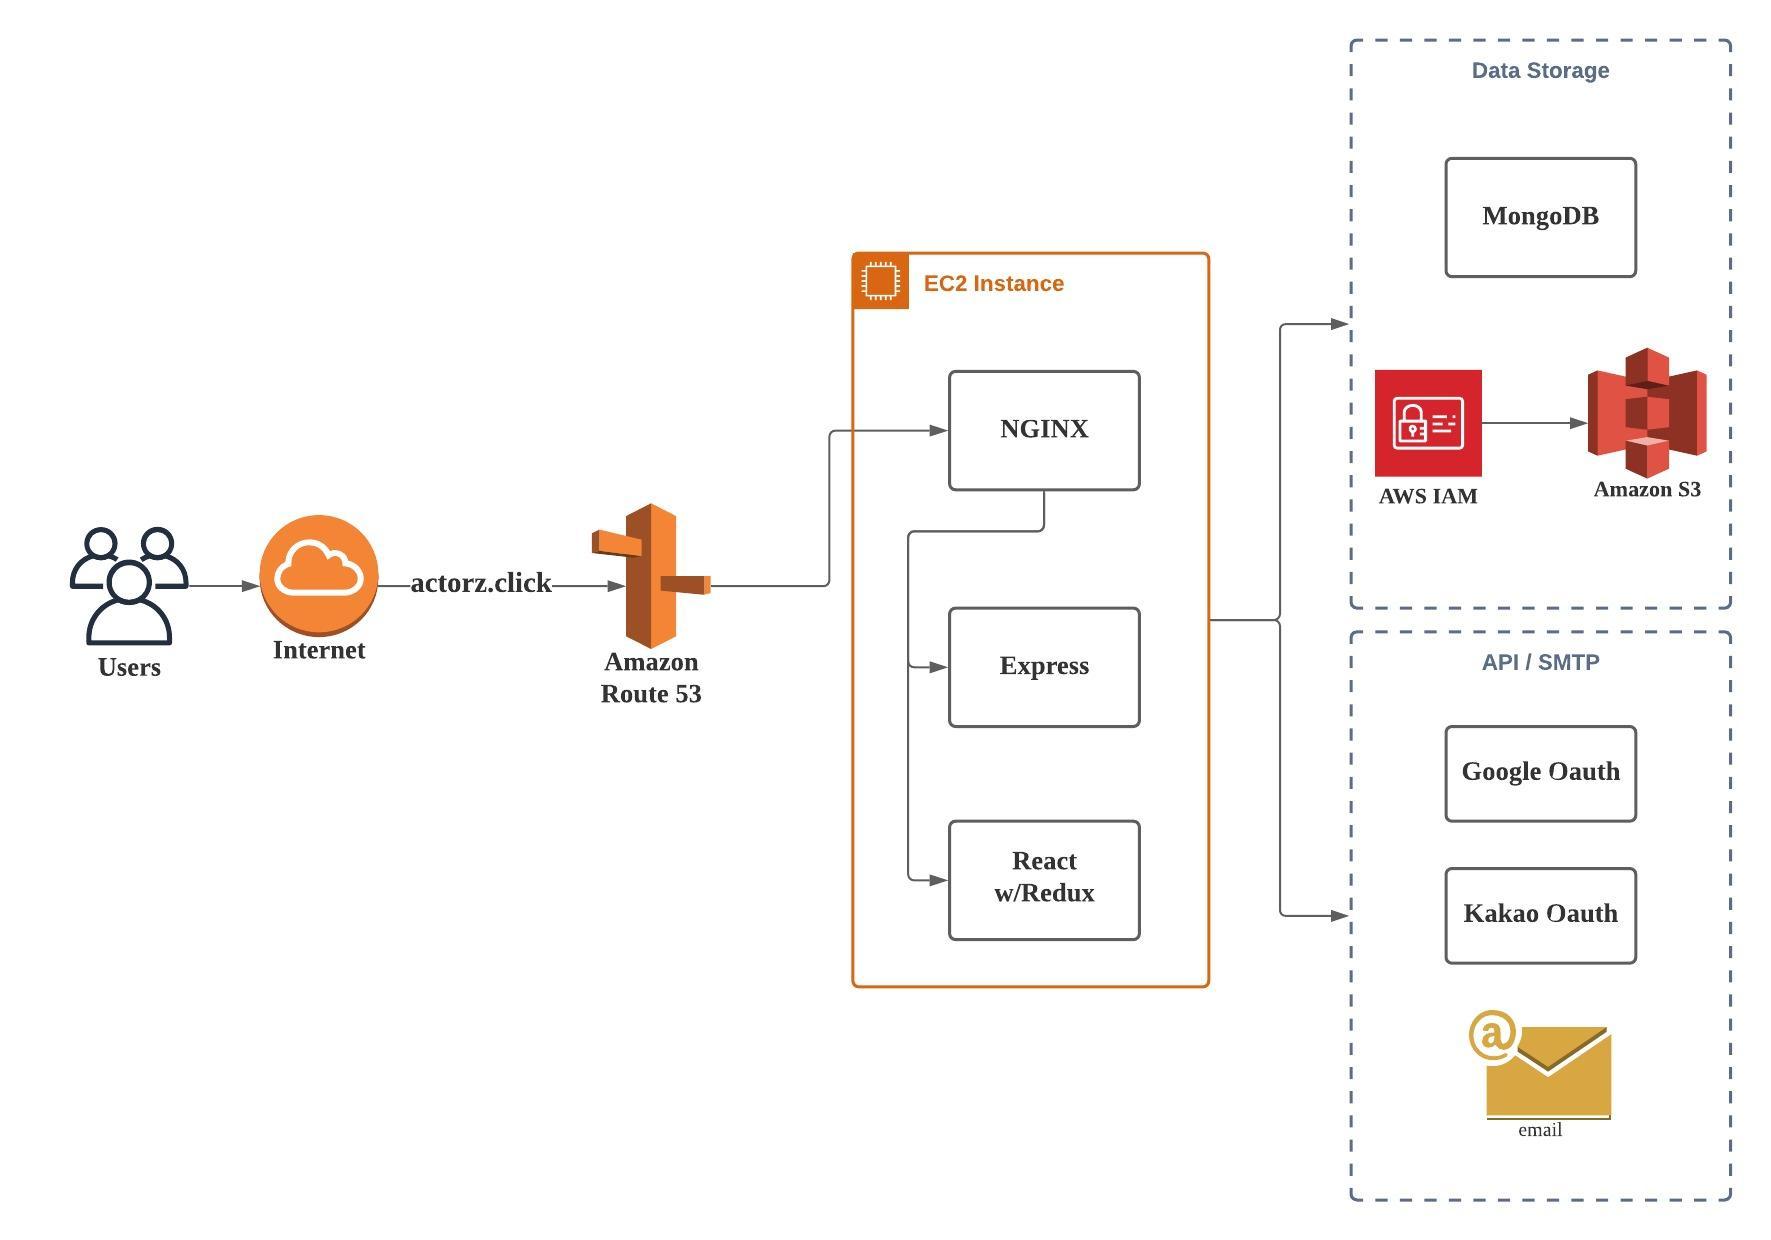 Users
Internet
actorz.click
Amazon
Route 53
EC2 Instance
NGINX
Express
React
w/Redux
Data Storage
MongoDB
AWS IAM
Amazon S3
API / SMTP
Google Oauth
Kakao Oauth
@
email